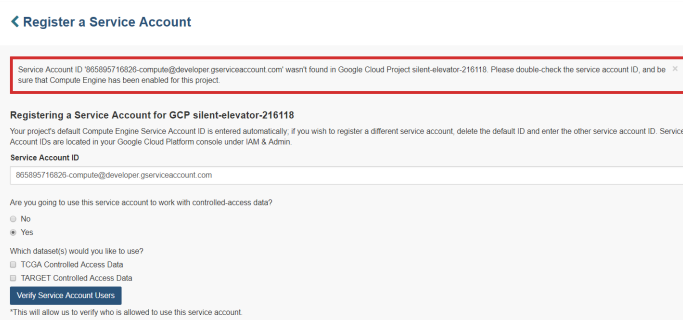 Register a Service Account
Service Account ID '865895716826-compute@developer.gserviceaccount.com' wasn't found in Google Cloud Project silent-elevator-216118. Please double-check the service account ID, and be
sure that Compute Engine has been enabled for this project.
×
Registering a Service Account for GCP silent-elevator-216118
Your project's default Compute Engine Service Account ID is entered automatically; if you wish to register a different service account, delete the default ID and enter the other service account ID. Service
Account IDs are located in your Google Cloud Platform console under IAM & Admin.
Service Account ID
865895716826-compute@developer.gserviceaccount.com
Are you going to use this service account to work with controlled-access data?
No
Yes
Which dataset(s) would you like to use?
TCGA Controlled Access Data
TARGET Controlled Access Data
Verify Service Account Users
*This will allow us to verify who is allowed to use this service account.